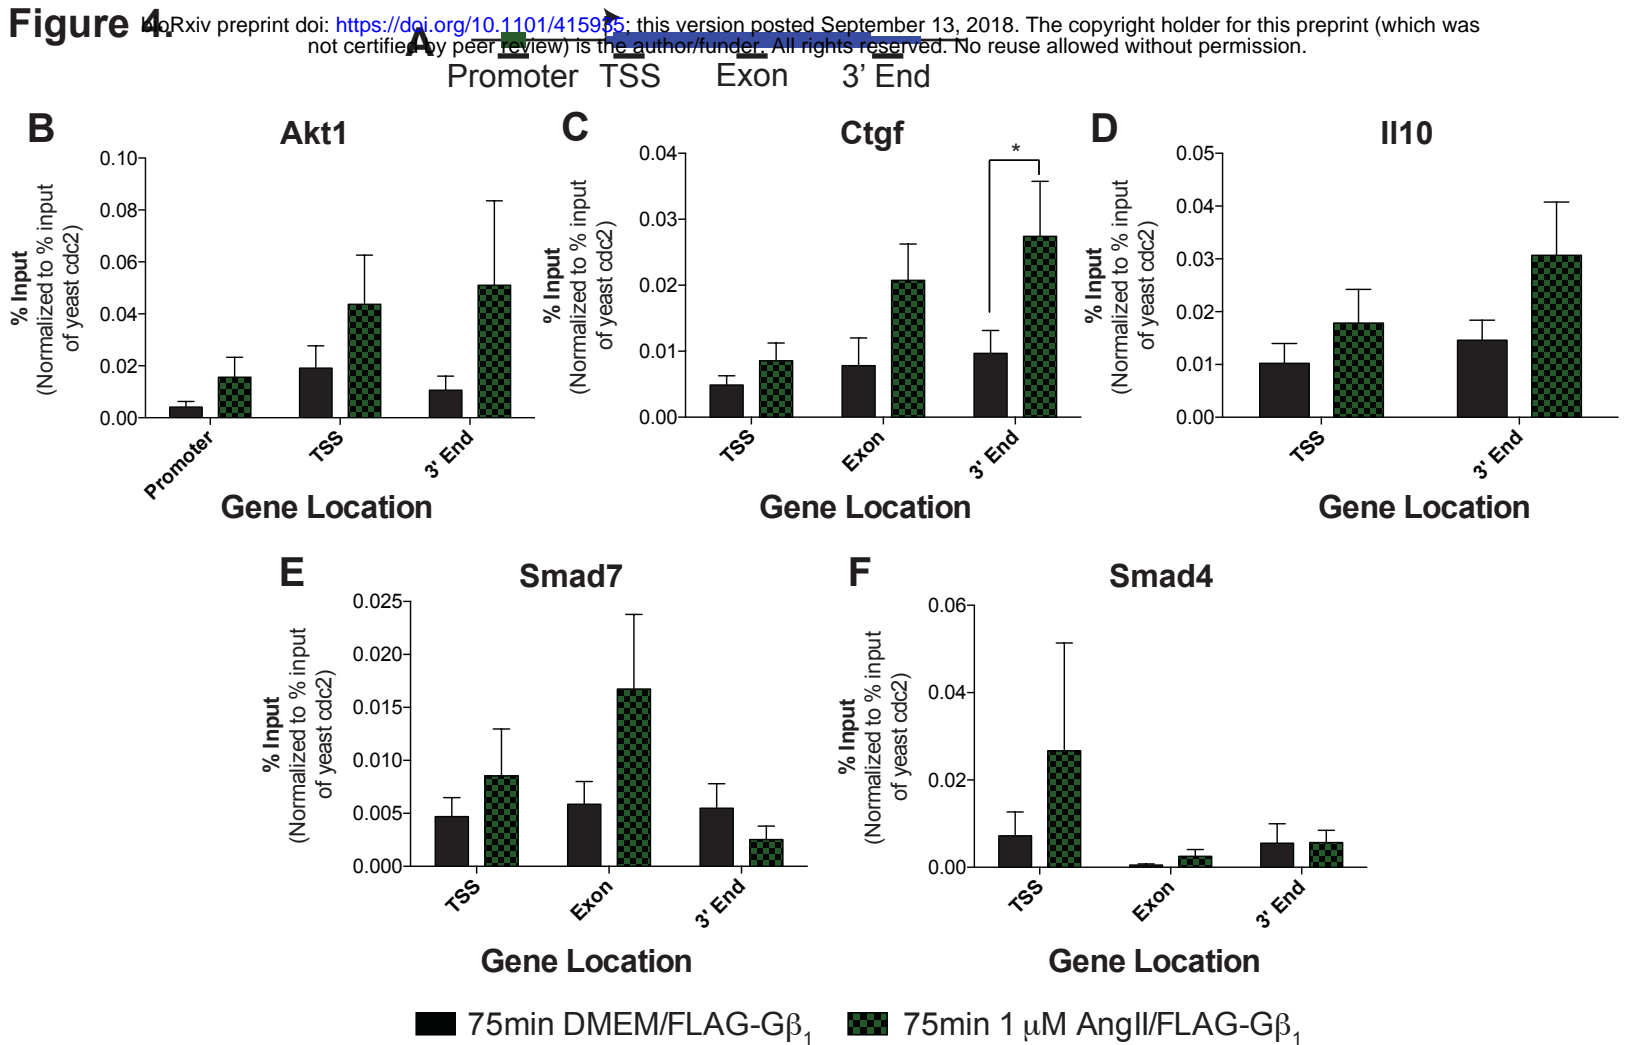 Figure 4.
bioRxiv preprint doi: https://doi.org/10.1101/415935; this version posted September 13, 2018. The copyright holder for this preprint (which was
not certified by peer review) is the author/funder. All rights reserved. No reuse allowed without permission.
A
Promoter TSS Exon 3' End
B Akt1
% Input
(Normalized to % input
of yeast cdc2)
0.10
0.08
0.06
0.04
0.02
0.00
Promoter TSS 3' End
Gene Location
C Ctgf
% Input
(Normalized to % input
of yeast cdc2)
0.04
0.03
0.02
0.01
0.00
*
TSS Exon 3' End
Gene Location
D Il10
% Input
(Normalized to % input
of yeast cdc2)
0.05
0.04
0.03
0.02
0.01
0.00
TSS 3' End
Gene Location
E Smad7
% Input
(Normalized to % input
of yeast cdc2)
0.025
0.020
0.015
0.010
0.005
0.000
TSS Exon 3' End
Gene Location
F Smad4
% Input
(Normalized to % input
of yeast cdc2)
0.06
0.04
0.02
0.00
TSS Exon 3' End
Gene Location
75min DMEM/FLAG-Gβ₁ 75min 1 μM AngII/FLAG-Gβ₁